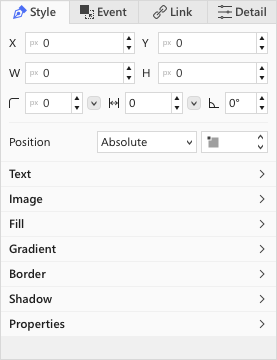 Style Event Link Detail
X px 0 Y px 0
W px 0 H px 0
px 0 0 0°
Position Absolute
Text
Image
Fill
Gradient
Border
Shadow
Properties